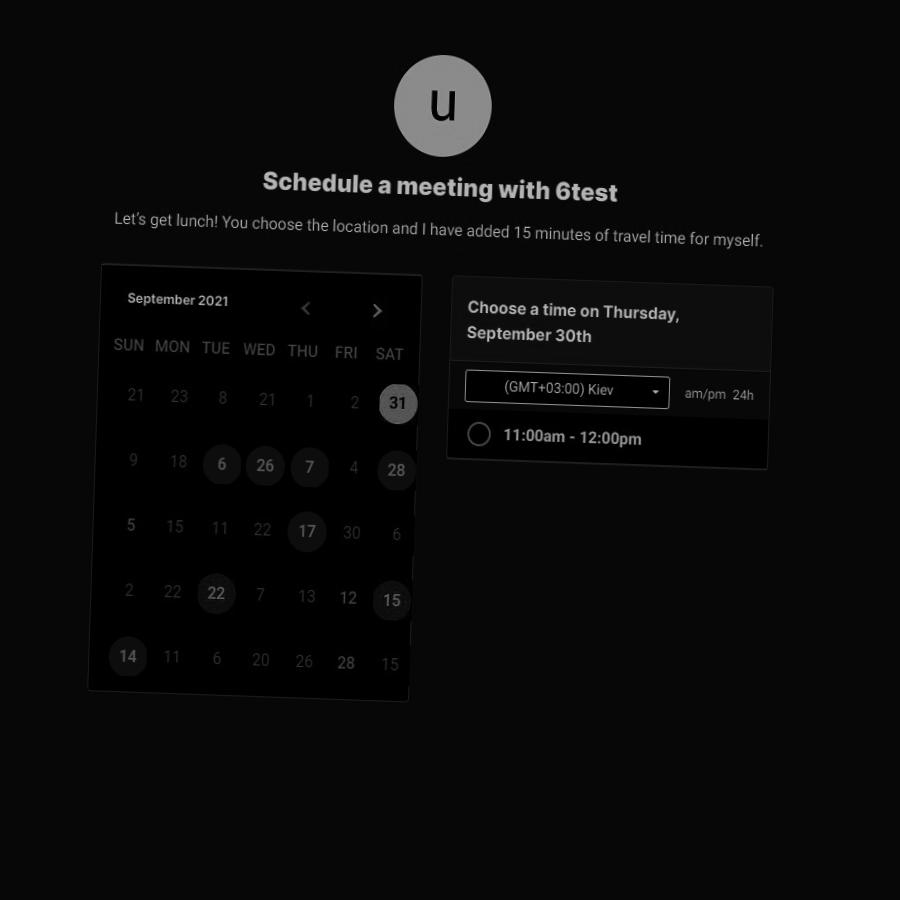 u
Schedule a meeting with 6test
Let's get lunch! You choose the location and I have added 15 minutes of travel time for myself.
September 2021
SUN MON TUE WED THU FRI SAT
21 23 8 21 1 2 31
9 18 6 26 7 4 28
5 15 11 22 17 30 6
2 22 22 7 13 12 15
14 11 6 20 26 28 15
Choose a time on Thursday,
September 30th
(GMT+03:00) Kiev am/pm 24h
11:00am - 12:00pm